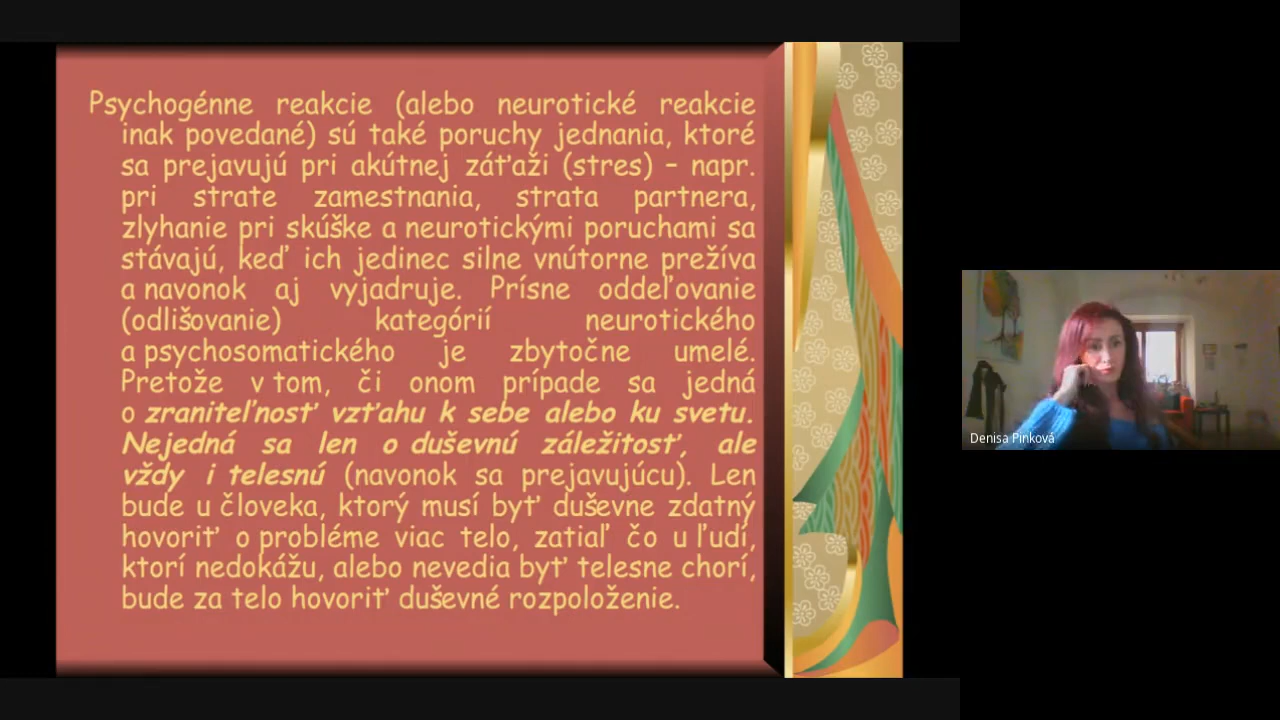 Psychogénne reakcie (alebo neurotické reakcie
inak povedané) sú také poruchy jednania, ktoré
sa prejavujú pri akútnej záťaži (stres) – napr.
pri strate zamestnania, strata partnera,
zlyhanie pri skúške a neurotickými poruchami sa
stávajú, keď ich jedinec silne vnútorne prežíva
a navonok aj vyjadruje. Prísne oddeľovanie
(odlišovanie) kategórií neurotického
a psychosomatického je zbytočne umelé.
Pretože v tom, či onom prípade sa jedná
o zraniteľnosť vzťahu k sebe alebo ku svetu.
Nejedná sa len o duševnú záležitosť, ale
vždy i telesnú (navonok sa prejavujúcu). Len
bude u človeka, ktorý musí byť duševne zdatný
hovoriť o probléme viac telo, zatiaľ čo u ľudí,
ktorí nedokážu, alebo nevedia byť telesne chorí,
bude za telo hovoriť duševné rozpoloženie.
Denisa Pinková